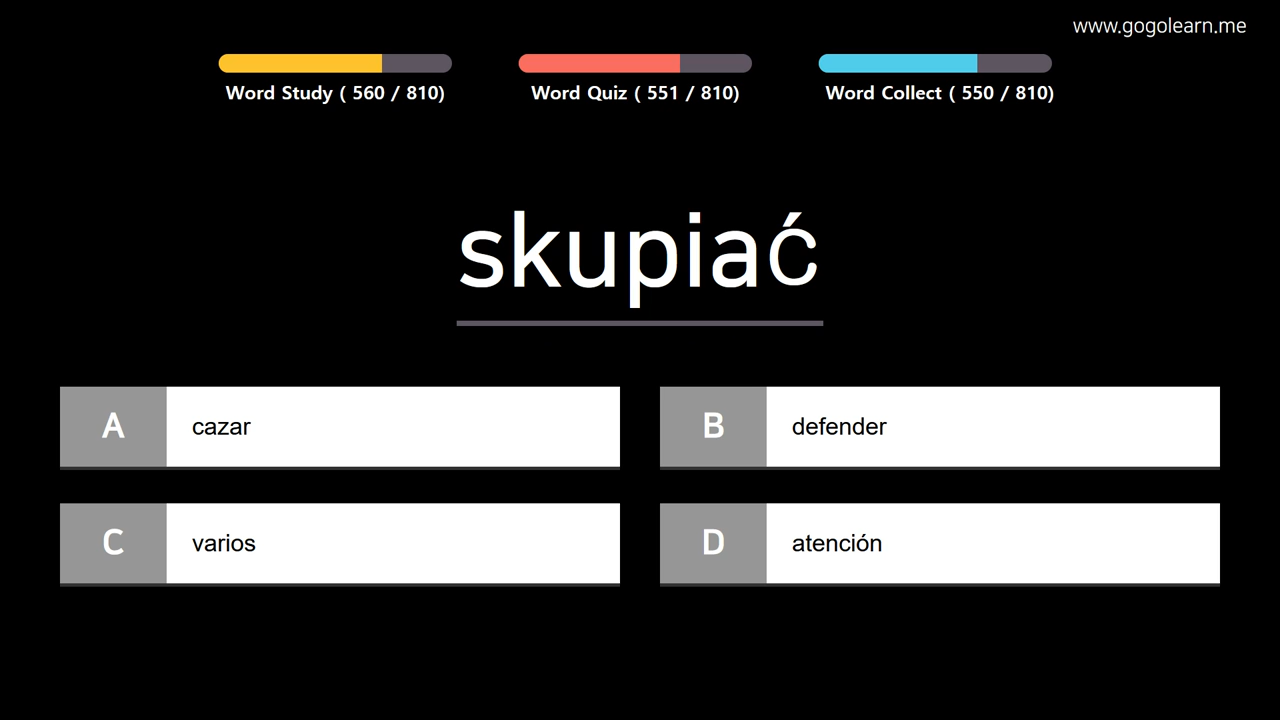 www.gogolearn.me
Word Study ( 560 / 810)
Word Quiz ( 551 / 810)
Word Collect ( 550 / 810)
skupiać
A cazar
B defender
C varios
D atención